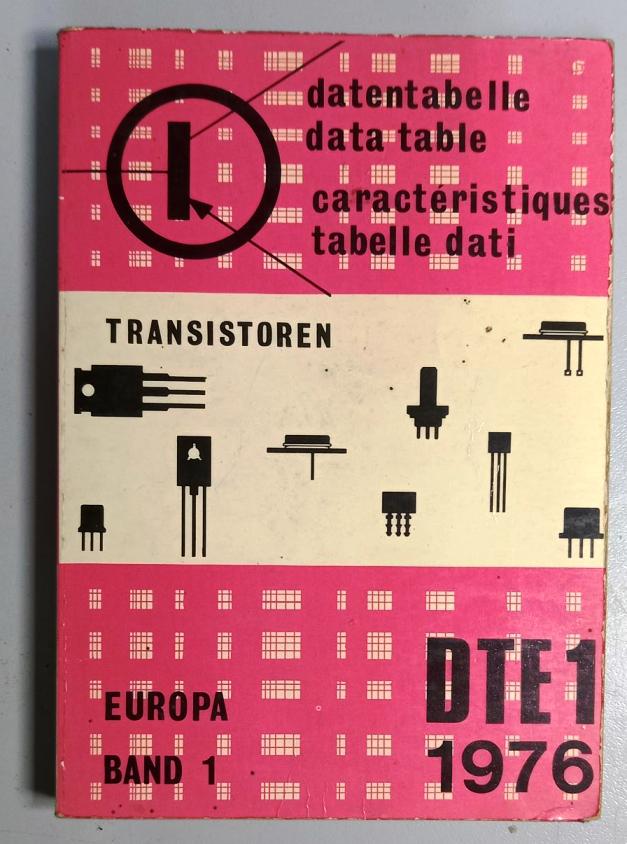 datentabelle
data table
caractéristiques
tabelle dati
TRANSISTOREN
EUROPA
BAND 1
DTE1
1976